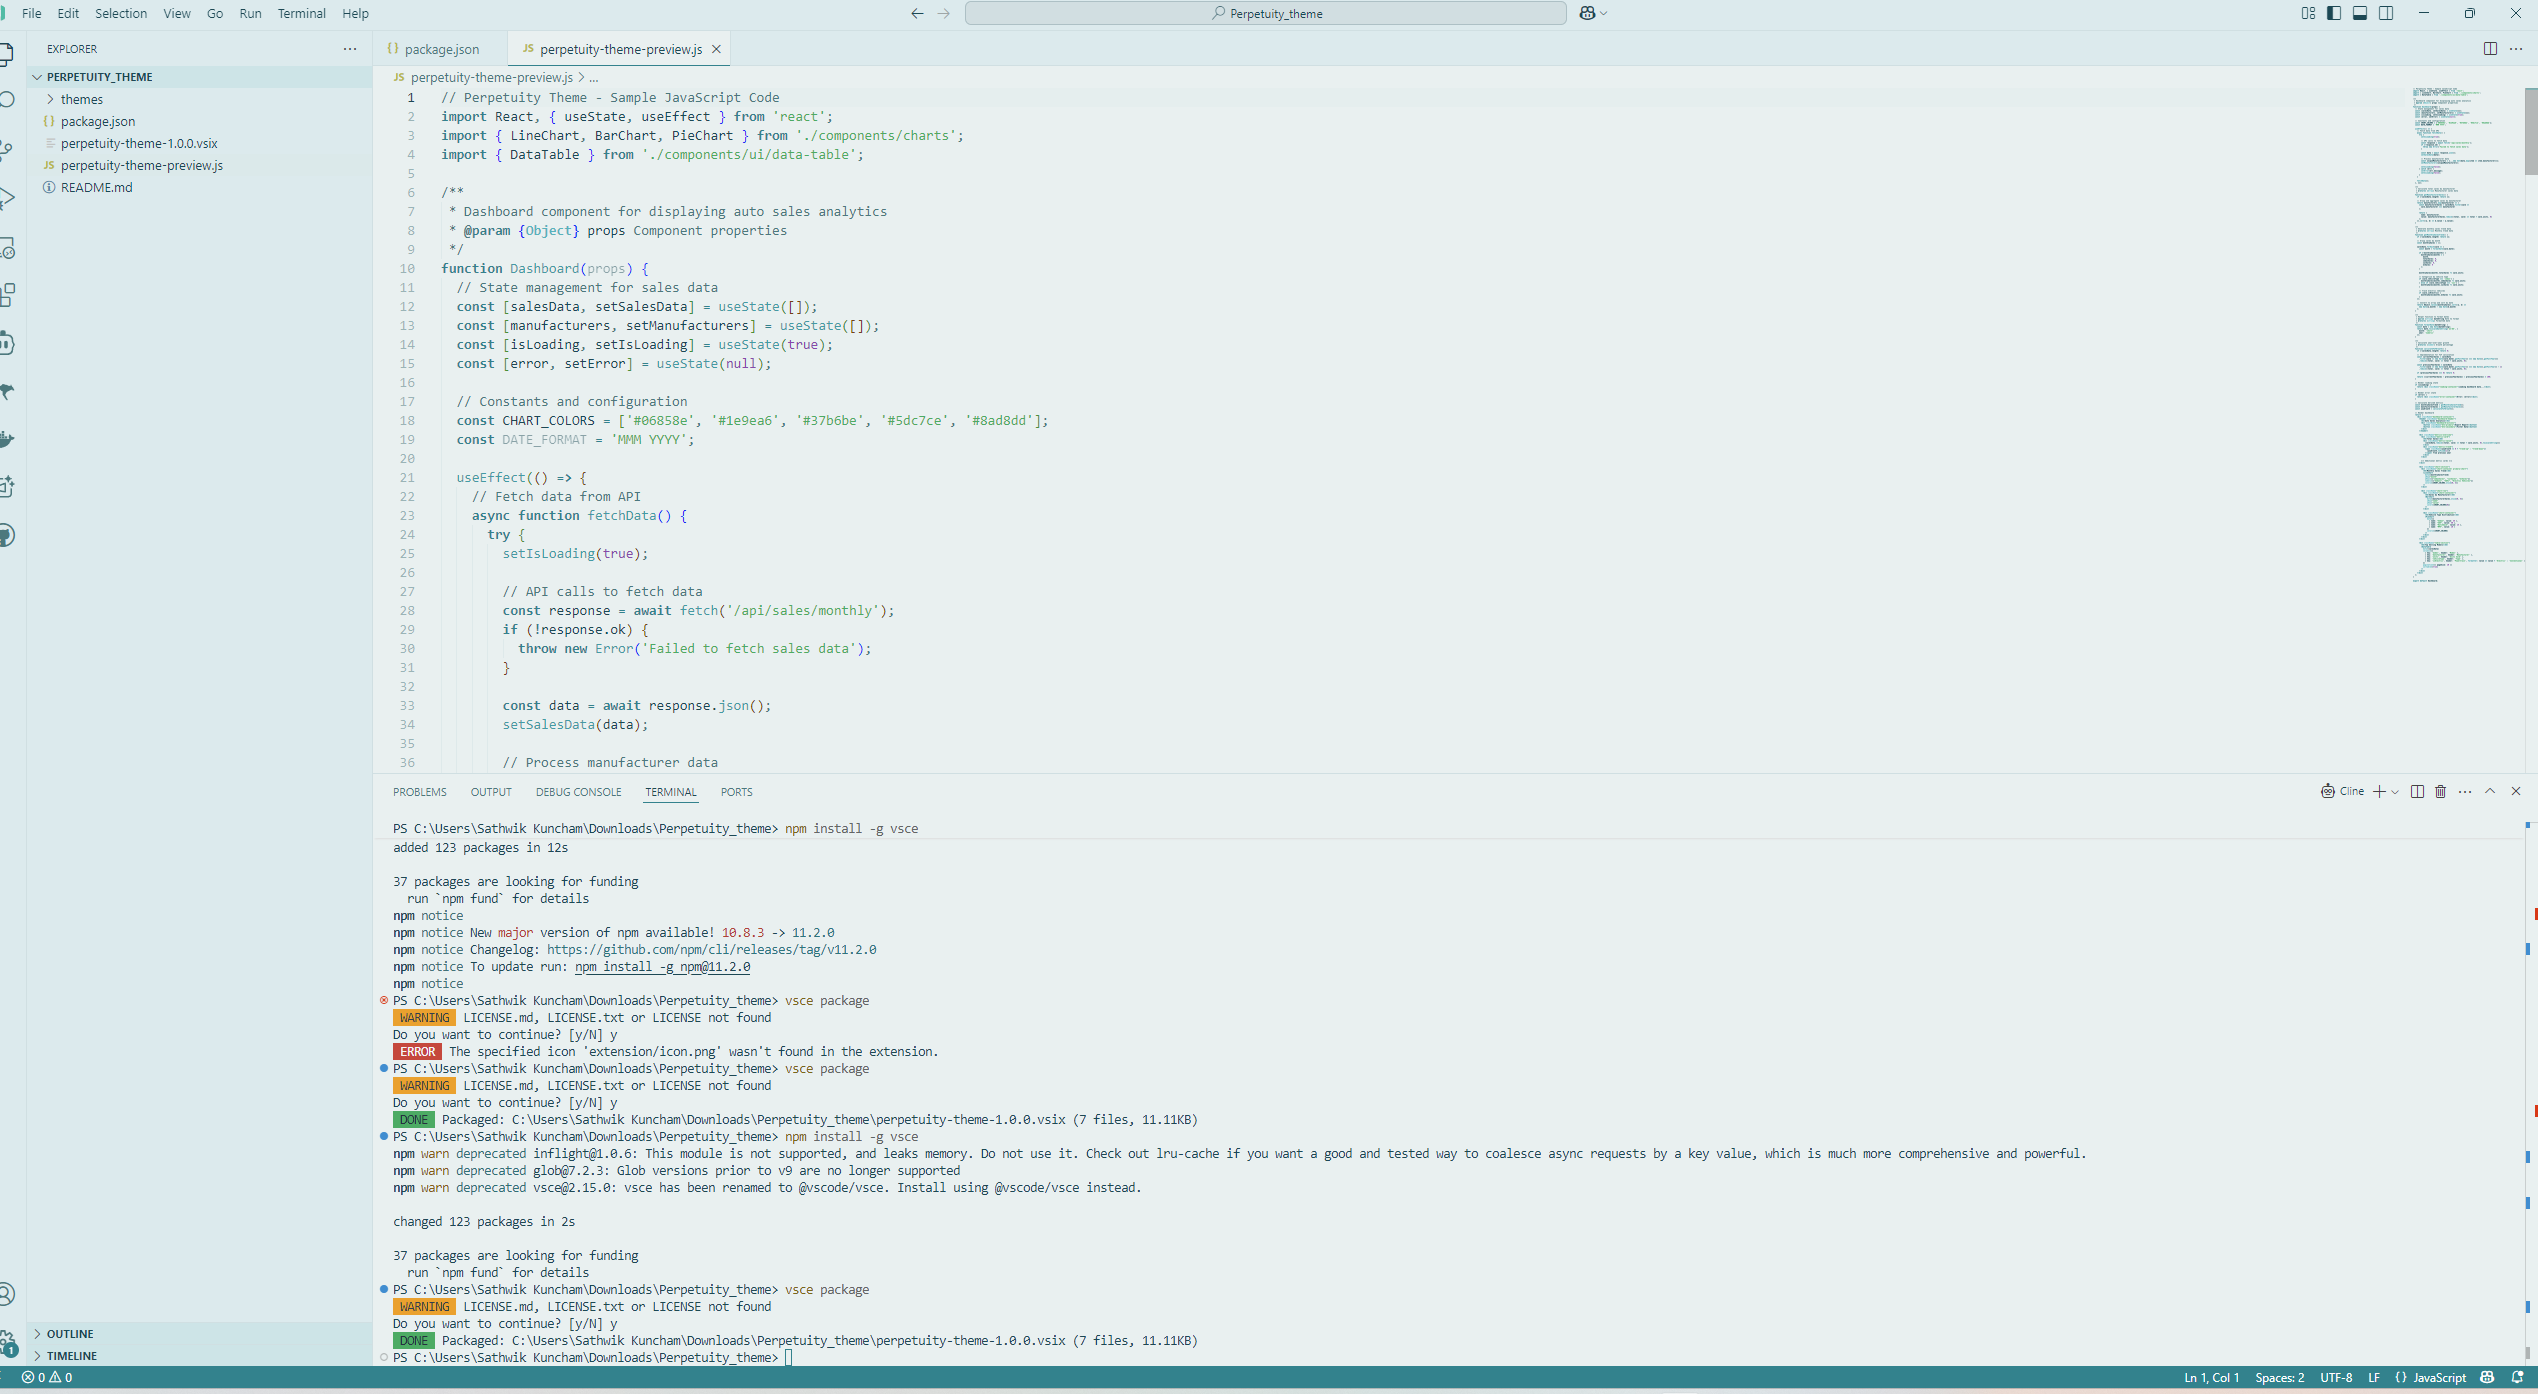 File Edit Selection View Go Run Terminal Help
Perpetuity_theme
EXPLORER
PERPETUITY_THEME
themes
package.json
perpetuity-theme-1.0.0.vsix
perpetuity-theme-preview.js
README.md
OUTLINE
TIMELINE
package.json
perpetuity-theme-preview.js
perpetuity-theme-preview.js > ...
1 // Perpetuity Theme - Sample JavaScript Code
2 import React, { useState, useEffect } from 'react';
3 import { LineChart, BarChart, PieChart } from './components/charts';
4 import { DataTable } from './components/ui/data-table';
5
6 /**
7  * Dashboard component for displaying auto sales analytics
8  * @param {Object} props Component properties
9  */
10 function Dashboard(props) {
11   // State management for sales data
12   const [salesData, setSalesData] = useState([]);
13   const [manufacturers, setManufacturers] = useState([]);
14   const [isLoading, setIsLoading] = useState(true);
15   const [error, setError] = useState(null);
16
17   // Constants and configuration
18   const CHART_COLORS = ['#06858e', '#1e9ea6', '#37b6be', '#5dc7ce', '#8ad8dd'];
19   const DATE_FORMAT = 'MMM YYYY';
20
21   useEffect(() => {
22     // Fetch data from API
23     async function fetchData() {
24       try {
25         setIsLoading(true);
26
27         // API calls to fetch data
28         const response = await fetch('/api/sales/monthly');
29         if (!response.ok) {
30           throw new Error('Failed to fetch sales data');
31         }
32
33         const data = await response.json();
34         setSalesData(data);
35
36         // Process manufacturer data
PROBLEMS OUTPUT DEBUG CONSOLE TERMINAL PORTS
Cline
PS C:\Users\Sathwik Kuncham\Downloads\Perpetuity_theme> npm install -g vsce
added 123 packages in 12s
37 packages are looking for funding
run `npm fund` for details
npm notice
npm notice New major version of npm available! 10.8.3 -> 11.2.0
npm notice Changelog: https://github.com/npm/cli/releases/tag/v11.2.0
npm notice To update run: npm install -g npm@11.2.0
npm notice
PS C:\Users\Sathwik Kuncham\Downloads\Perpetuity_theme> vsce package
WARNING LICENSE.md, LICENSE.txt or LICENSE not found
Do you want to continue? [y/N] y
ERROR The specified icon 'extension/icon.png' wasn't found in the extension.
PS C:\Users\Sathwik Kuncham\Downloads\Perpetuity_theme> vsce package
WARNING LICENSE.md, LICENSE.txt or LICENSE not found
Do you want to continue? [y/N] y
DONE Packaged: C:\Users\Sathwik Kuncham\Downloads\Perpetuity_theme\perpetuity-theme-1.0.0.vsix (7 files, 11.11KB)
PS C:\Users\Sathwik Kuncham\Downloads\Perpetuity_theme> npm install -g vsce
npm warn deprecated inflight@1.0.6: This module is not supported, and leaks memory. Do not use it. Check out lru-cache if you want a good and tested way to coalesce async requests by a key value, which is much more comprehensive and powerful.
npm warn deprecated glob@7.2.3: Glob versions prior to v9 are no longer supported
npm warn deprecated vsce@2.15.0: vsce has been renamed to @vscode/vsce. Install using @vscode/vsce instead.
changed 123 packages in 2s
37 packages are looking for funding
run `npm fund` for details
PS C:\Users\Sathwik Kuncham\Downloads\Perpetuity_theme> vsce package
WARNING LICENSE.md, LICENSE.txt or LICENSE not found
Do you want to continue? [y/N] y
DONE Packaged: C:\Users\Sathwik Kuncham\Downloads\Perpetuity_theme\perpetuity-theme-1.0.0.vsix (7 files, 11.11KB)
PS C:\Users\Sathwik Kuncham\Downloads\Perpetuity_theme>
1
0 0 Ln 1, Col 1 Spaces: 2 UTF-8 LF {} JavaScript